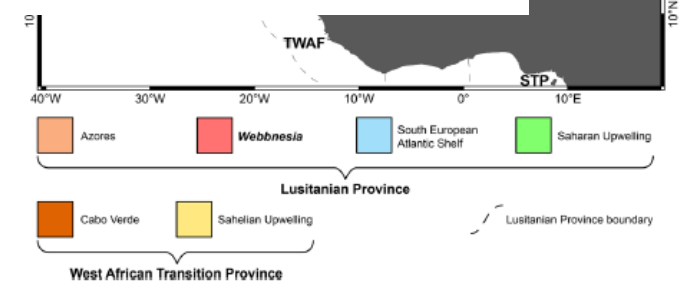 10
10°N
TWAF
STP
40°W 30°W 20°W 10°W 0° 10°E
Azores Webbnesia South European Atlantic Shelf Saharan Upwelling
Lusitanian Province
Cabo Verde Sahelian Upwelling Lusitanian Province boundary
West African Transition Province